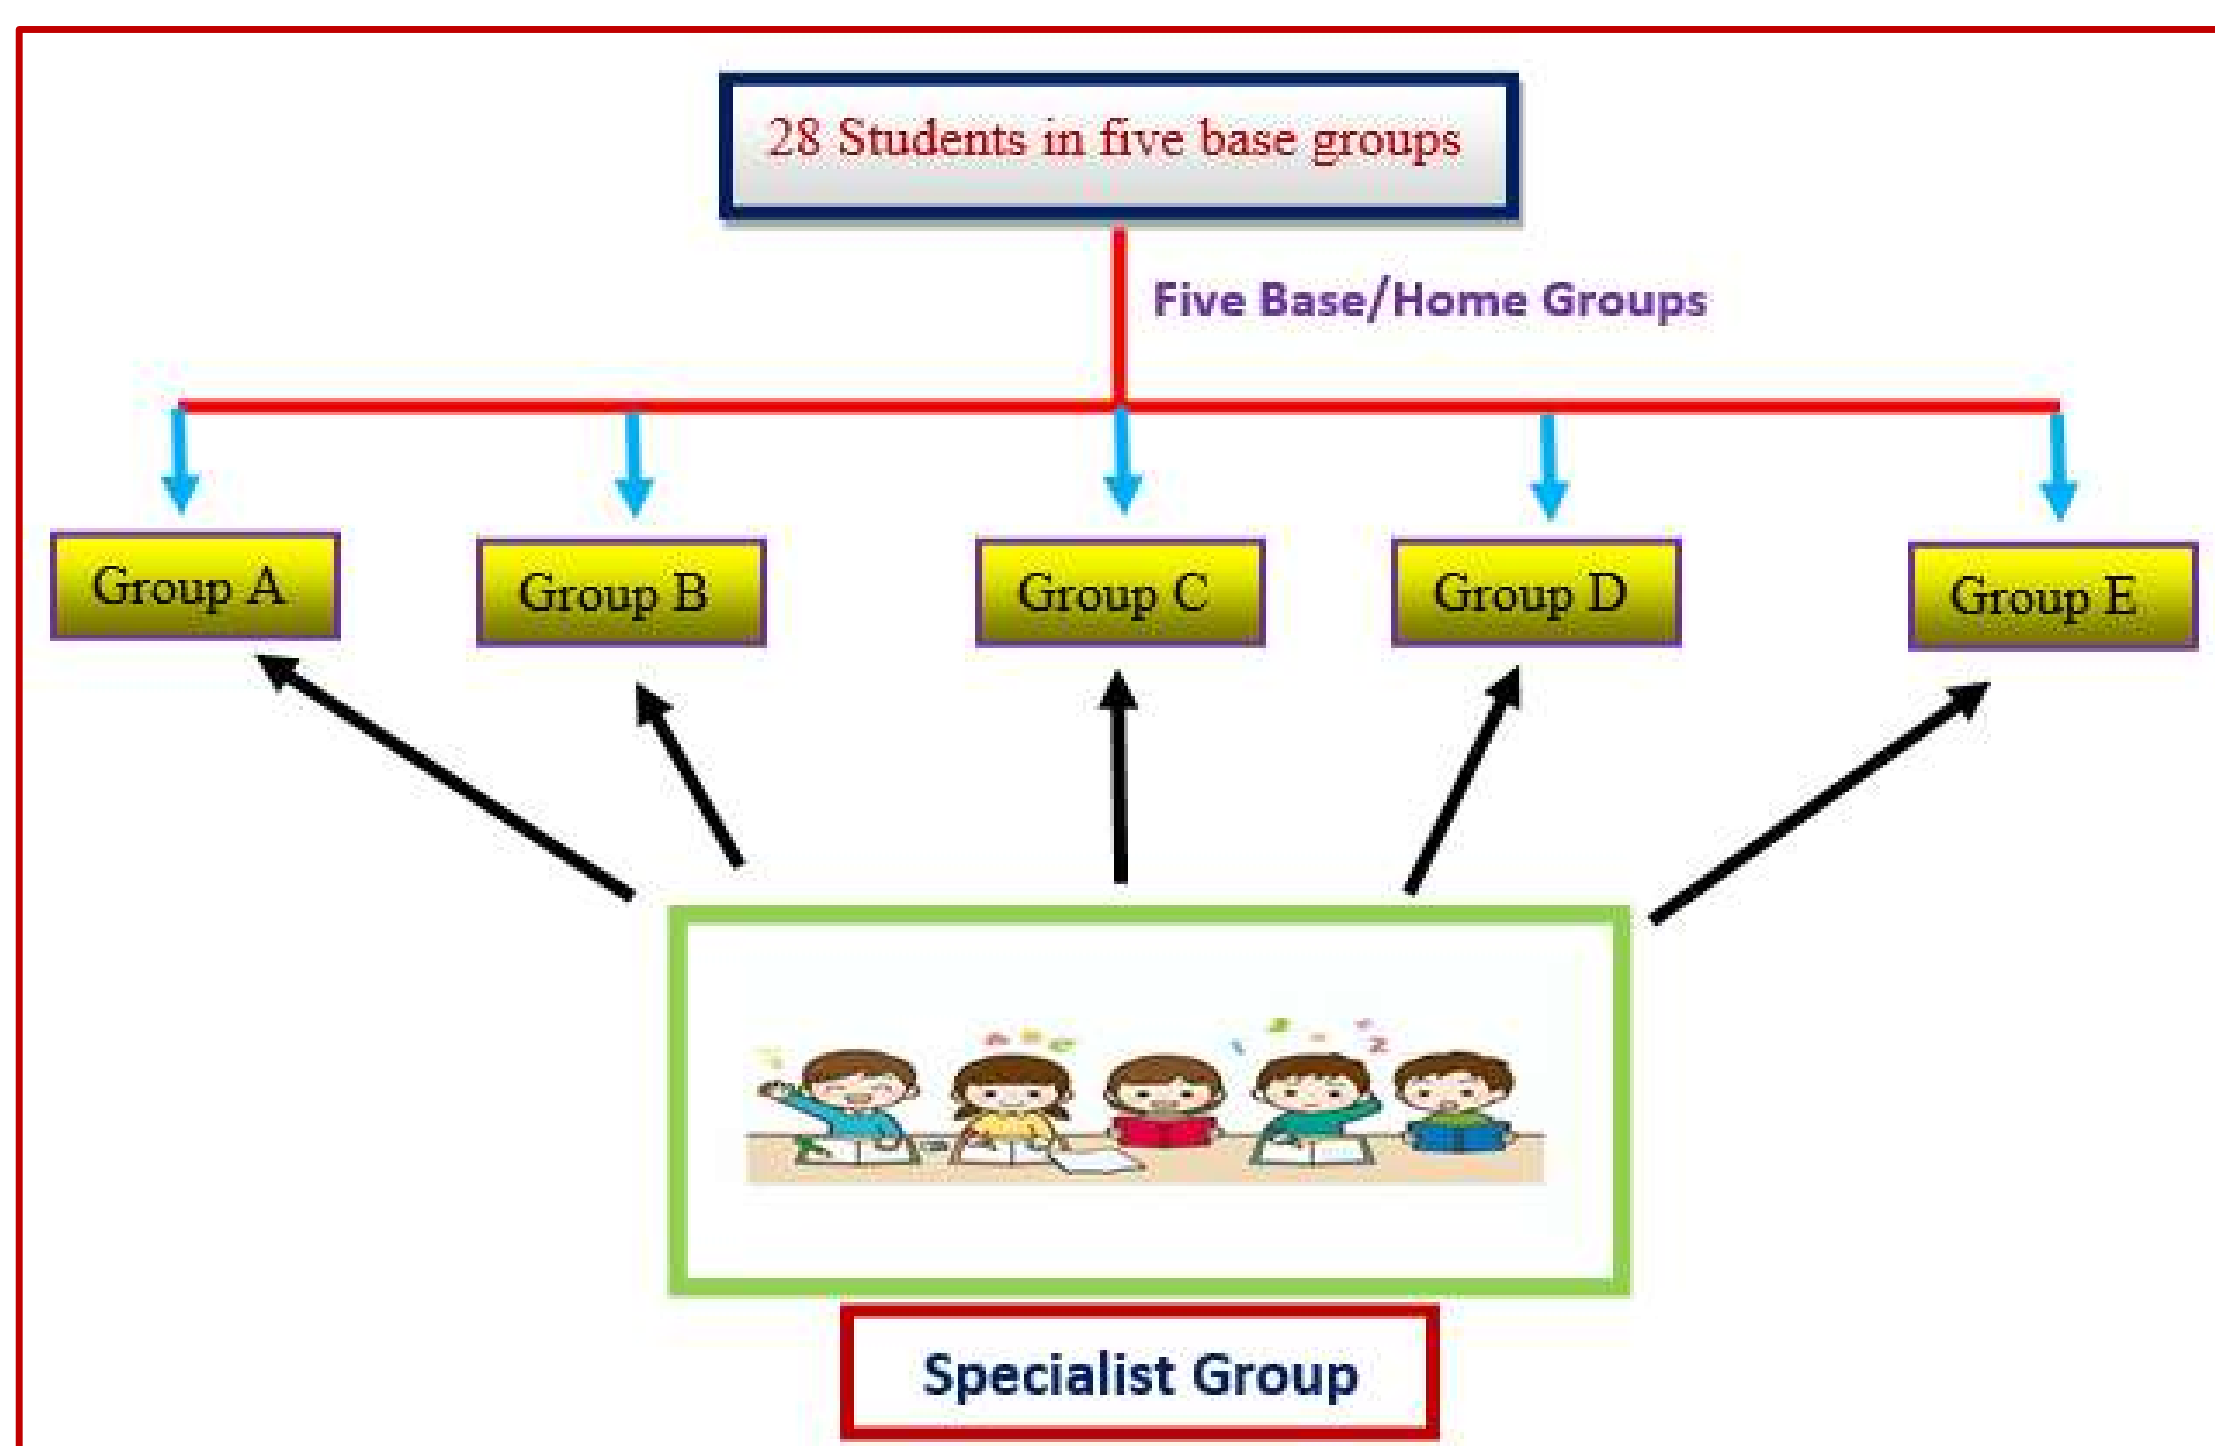 28 Students in five base groups
Five Base/Home Groups
Group A
Group B
Group C
Group D
Group E
Specialist Group